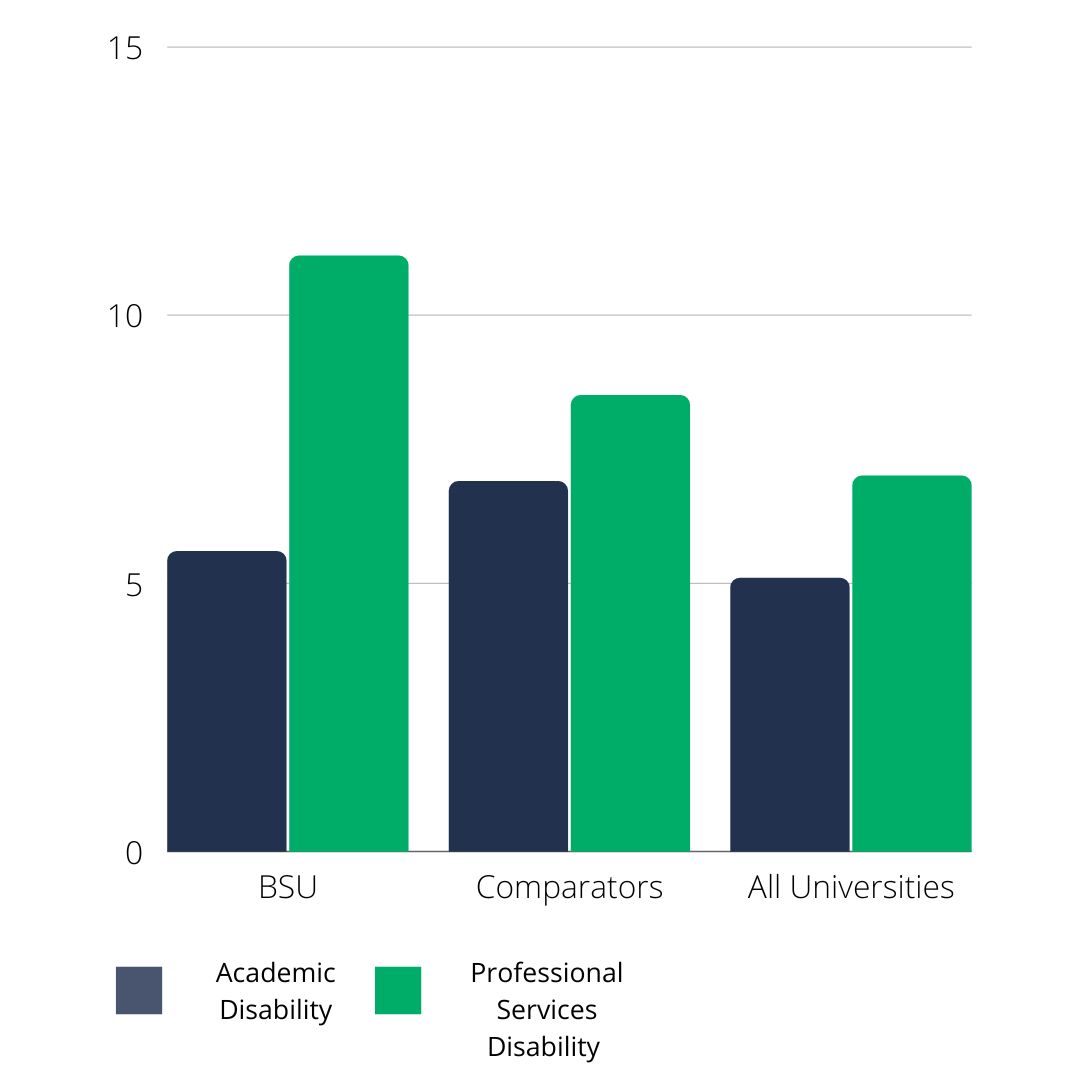 15
10
5
0
BSU
Comparators
All Universities
Academic
Disability
Professional
Services
Disability